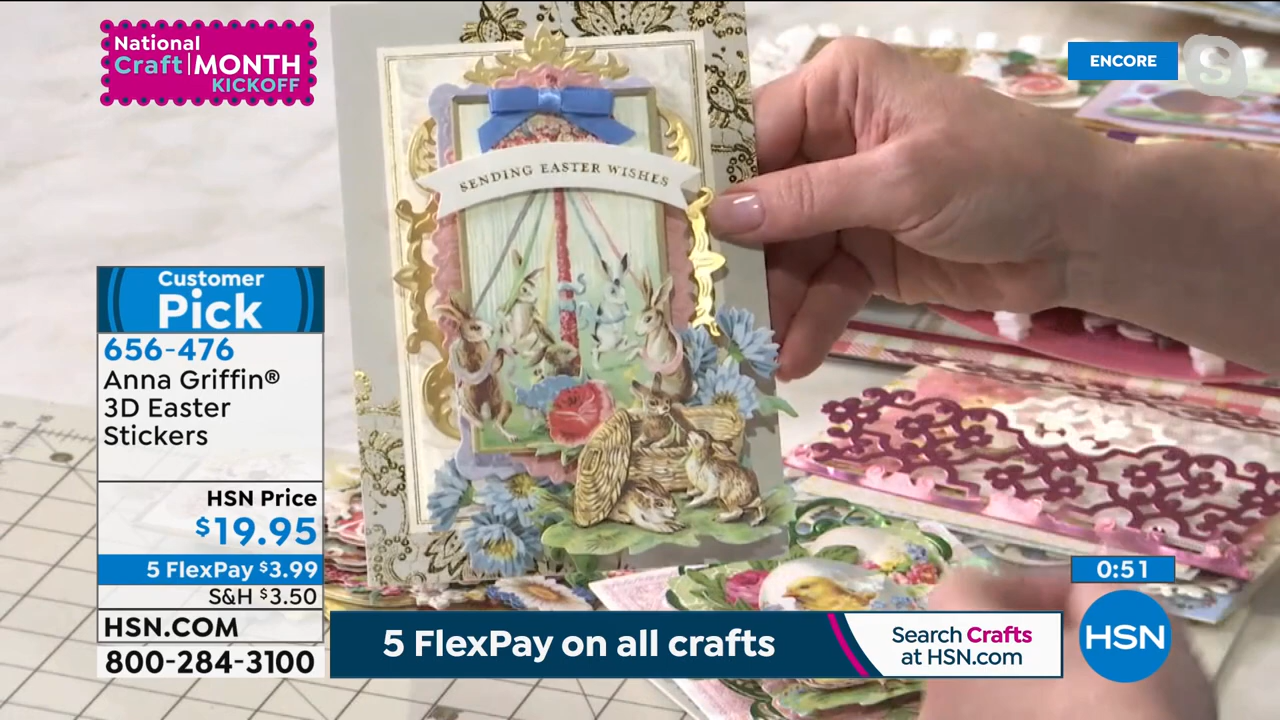 National
Craft MONTH
KICKOFF
ENCORE
S
SENDING EASTER WISHES
Customer
Pick
656-476
Anna Griffin®
3D Easter
Stickers
HSN Price
$19.95
5 FlexPay $3.99
S&H $3.50
HSN.COM
800-284-3100
5 FlexPay on all crafts
Search Crafts
at HSN.com
0:51
HSN